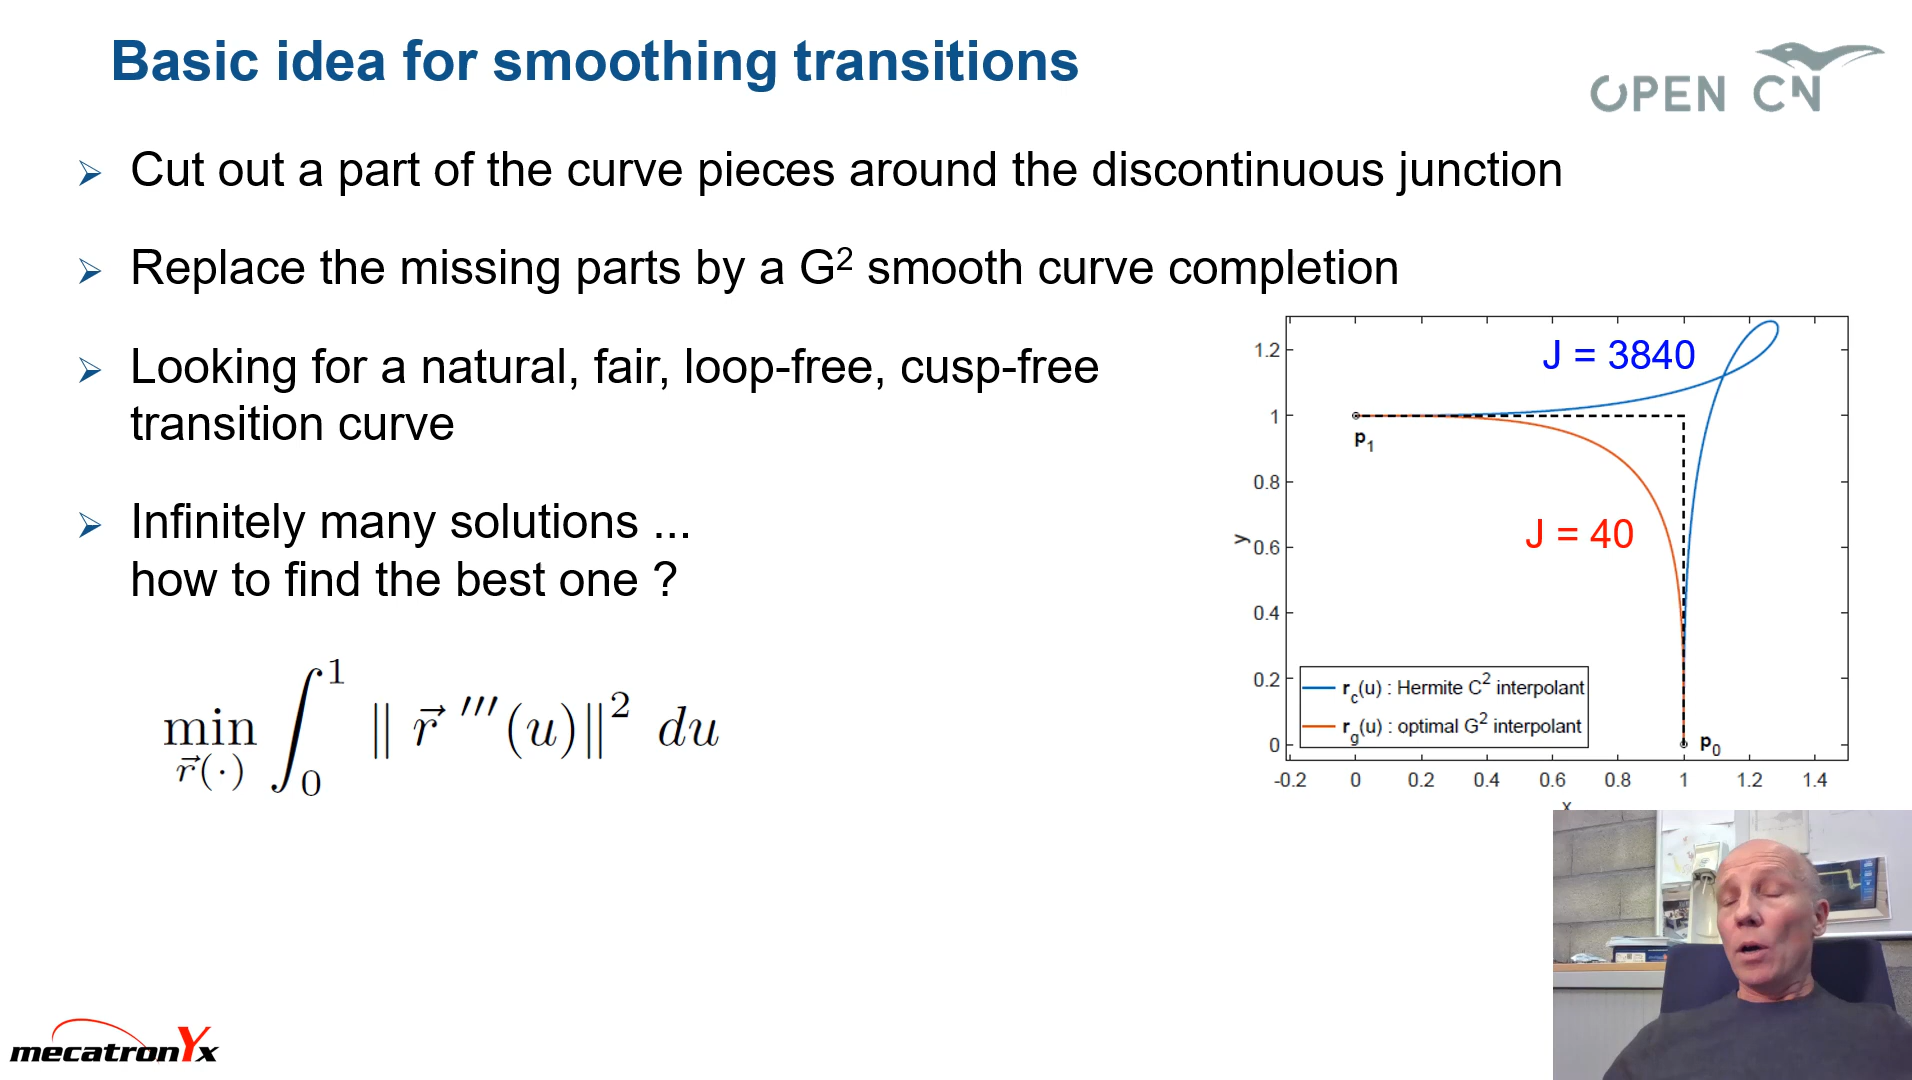 Basic idea for smoothing transitions
OPEN CN
➢ Cut out a part of the curve pieces around the discontinuous junction
➢ Replace the missing parts by a G² smooth curve completion
➢ Looking for a natural, fair, loop-free, cusp-free
transition curve
➢ Infinitely many solutions ...
how to find the best one ?
min_{r⃗(·)} ∫₀¹ ‖ r⃗ ′′′(u)‖² du
J = 3840
J = 40
p₁
p₀
1.2
1
0.8
0.6
0.4
0.2
0
y
-0.2 0 0.2 0.4 0.6 0.8 1 1.2 1.4
x
r_c(u) : Hermite C² interpolant
r_g(u) : optimal G² interpolant
mecatronYx